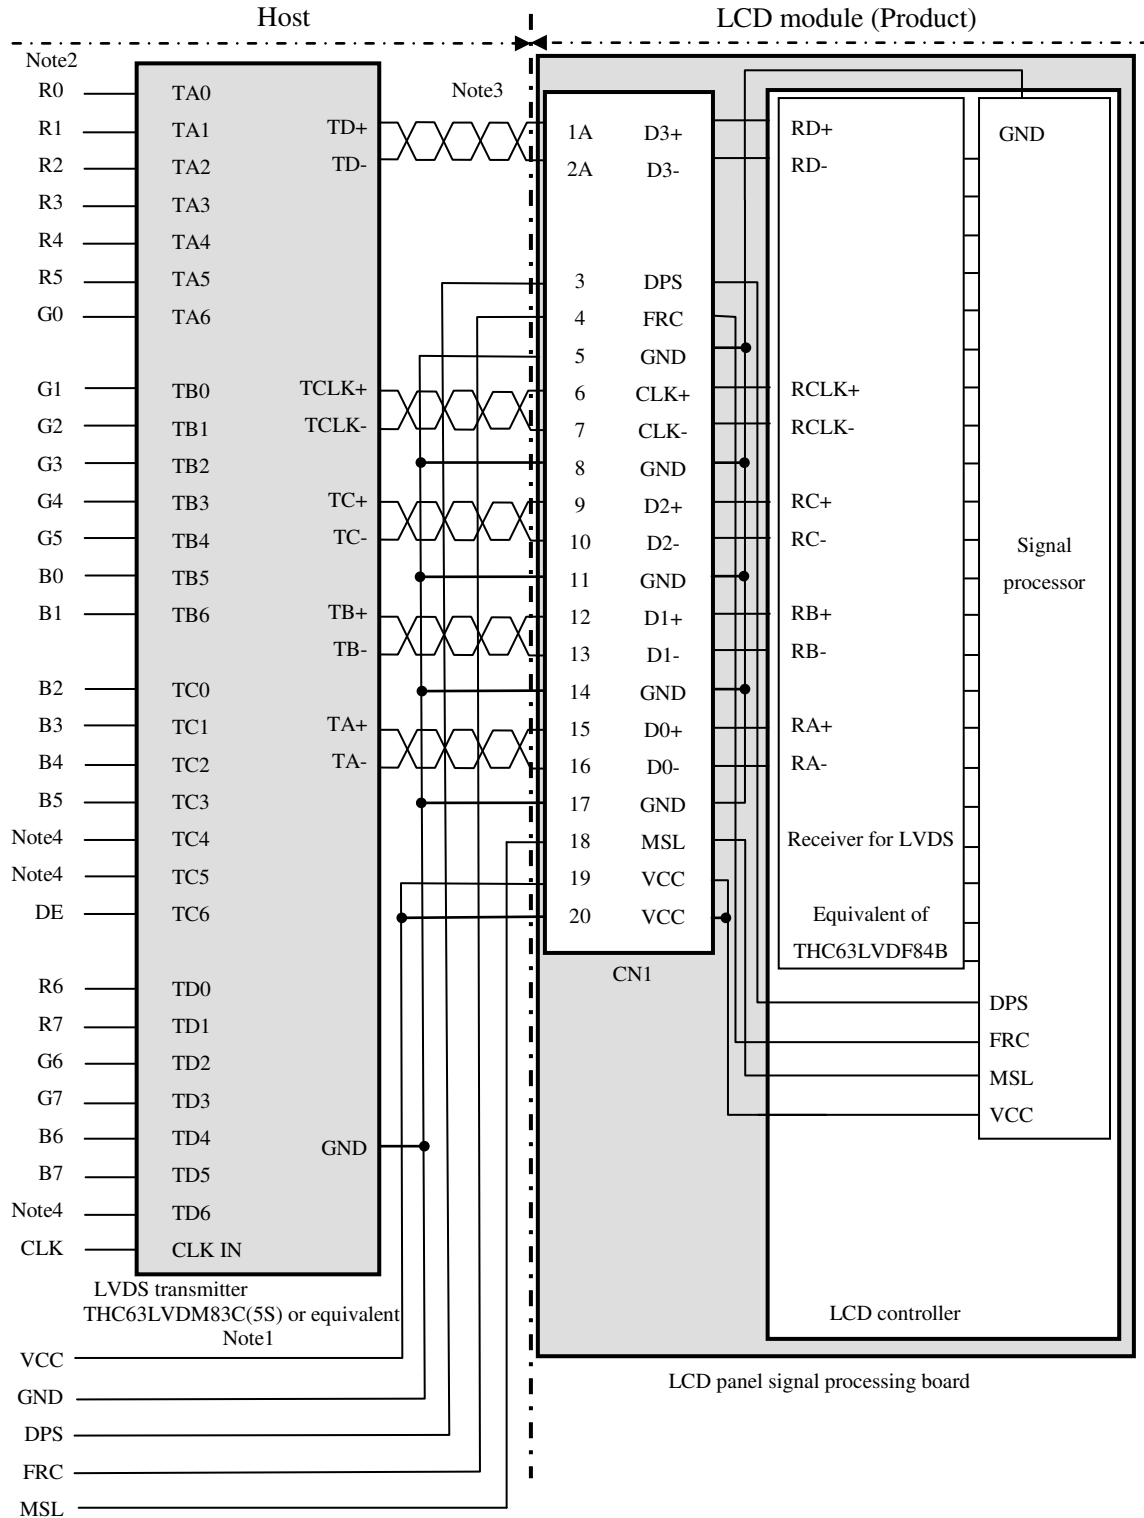 Host
LCD module (Product)
Note2
Note3
R0 TA0
R1 TA1
R2 TA2
R3 TA3
R4 TA4
R5 TA5
G0 TA6
G1 TB0
G2 TB1
G3 TB2
G4 TB3
G5 TB4
B0 TB5
B1 TB6
B2 TC0
B3 TC1
B4 TC2
B5 TC3
Note4 TC4
Note4 TC5
DE TC6
R6 TD0
R7 TD1
G6 TD2
G7 TD3
B6 TD4
B7 TD5
Note4 TD6
CLK CLK IN
TD+
TD-
TCLK+
TCLK-
TC+
TC-
TB+
TB-
TA+
TA-
GND
LVDS transmitter
THC63LVDM83C(5S) or equivalent
Note1
VCC
GND
DPS
FRC
MSL
1A D3+
2A D3-
3 DPS
4 FRC
5 GND
6 CLK+
7 CLK-
8 GND
9 D2+
10 D2-
11 GND
12 D1+
13 D1-
14 GND
15 D0+
16 D0-
17 GND
18 MSL
19 VCC
20 VCC
CN1
RD+
RD-
RCLK+
RCLK-
RC+
RC-
RB+
RB-
RA+
RA-
Receiver for LVDS
Equivalent of
THC63LVDF84B
GND
Signal
processor
DPS
FRC
MSL
VCC
LCD controller
LCD panel signal processing board